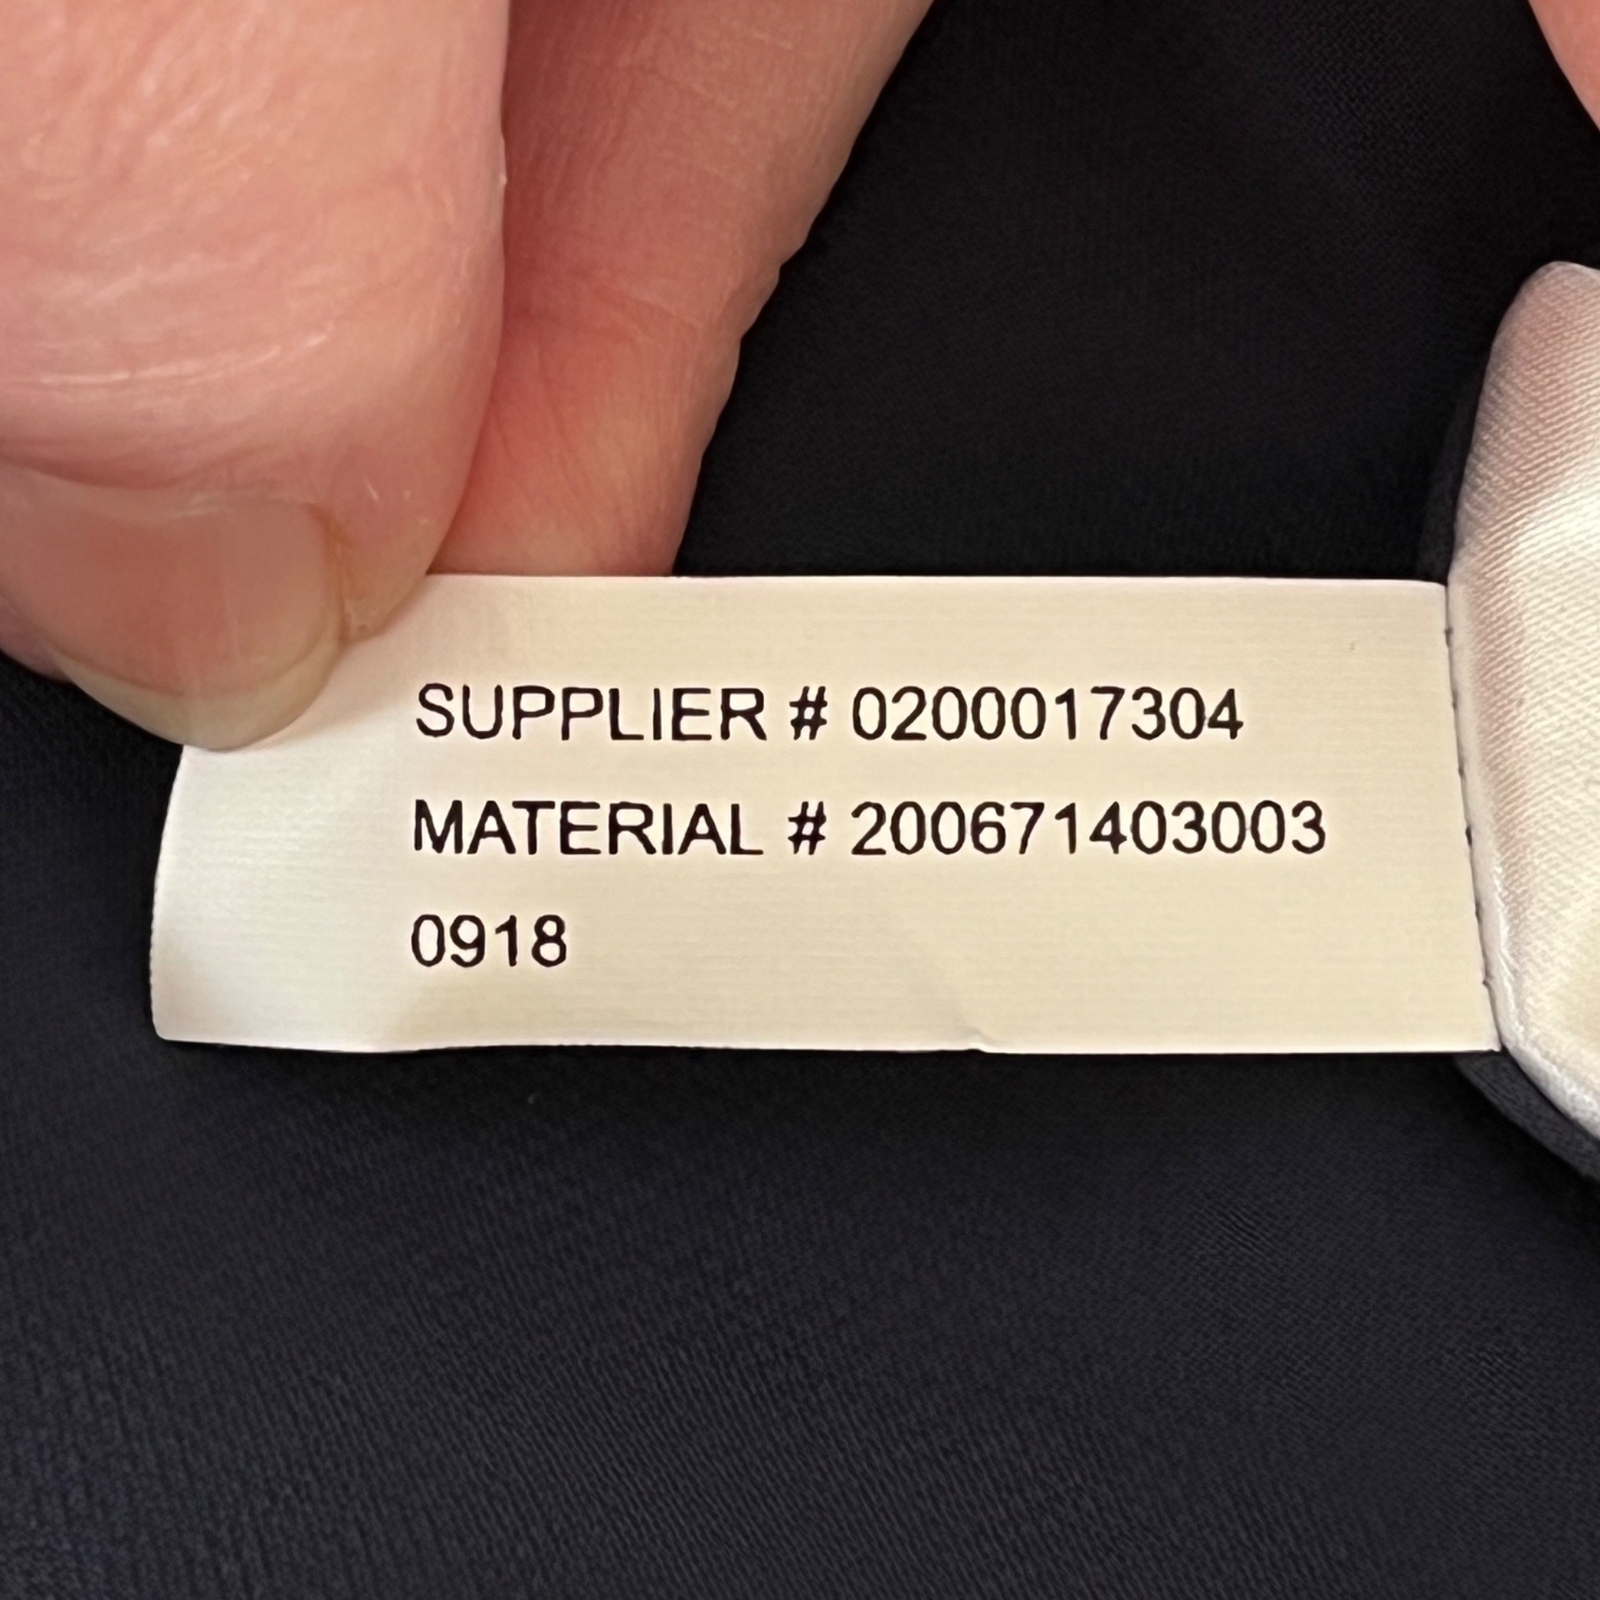 SUPPLIER # 0200017304
MATERIAL # 200671403003
0918